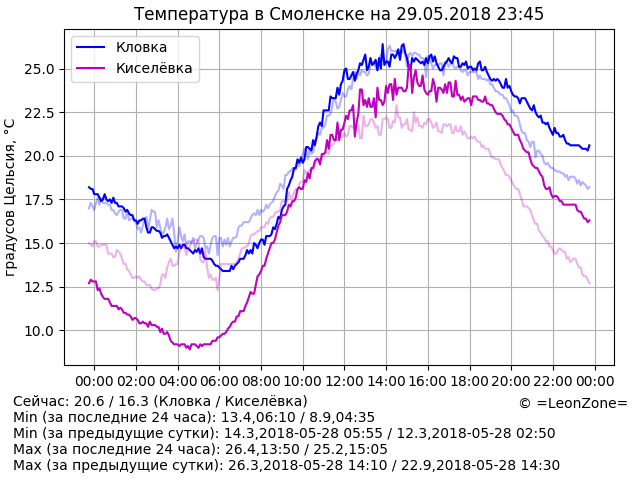 Температура в Смоленске на 29.05.2018 23:45
Кловка
Киселёвка
градусов Цельсия, °C
25.0
22.5
20.0
17.5
15.0
12.5
10.0
00:00 02:00 04:00 06:00 08:00 10:00 12:00 14:00 16:00 18:00 20:00 22:00 00:00
Сейчас: 20.6 / 16.3 (Кловка / Киселёвка)
© =LeonZone=
Min (за последние 24 часа): 13.4,06:10 / 8.9,04:35
Min (за предыдущие сутки): 14.3,2018-05-28 05:55 / 12.3,2018-05-28 02:50
Max (за последние 24 часа): 26.4,13:50 / 25.2,15:05
Max (за предыдущие сутки): 26.3,2018-05-28 14:10 / 22.9,2018-05-28 14:30